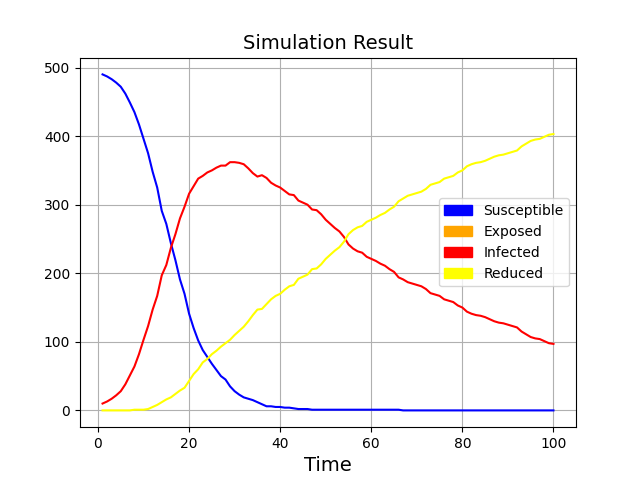 Simulation Result
500
400
300
200
100
0
Susceptible
Exposed
Infected
Reduced
0 20 40 60 80 100
Time